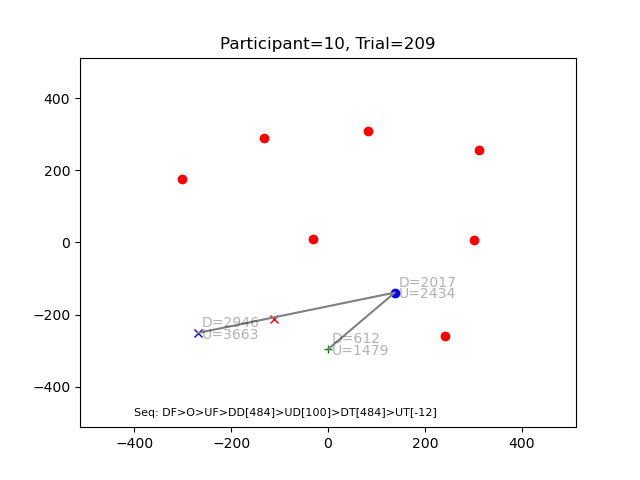 Participant=10, Trial=209
400
200
0
−200
−400
D=2017
U=2434
D=2946
U=3663
D=612
U=1479
Seq: DF>O>UF>DD[484]>UD[100]>DT[484]>UT[-12]
−400
−200
0
200
400